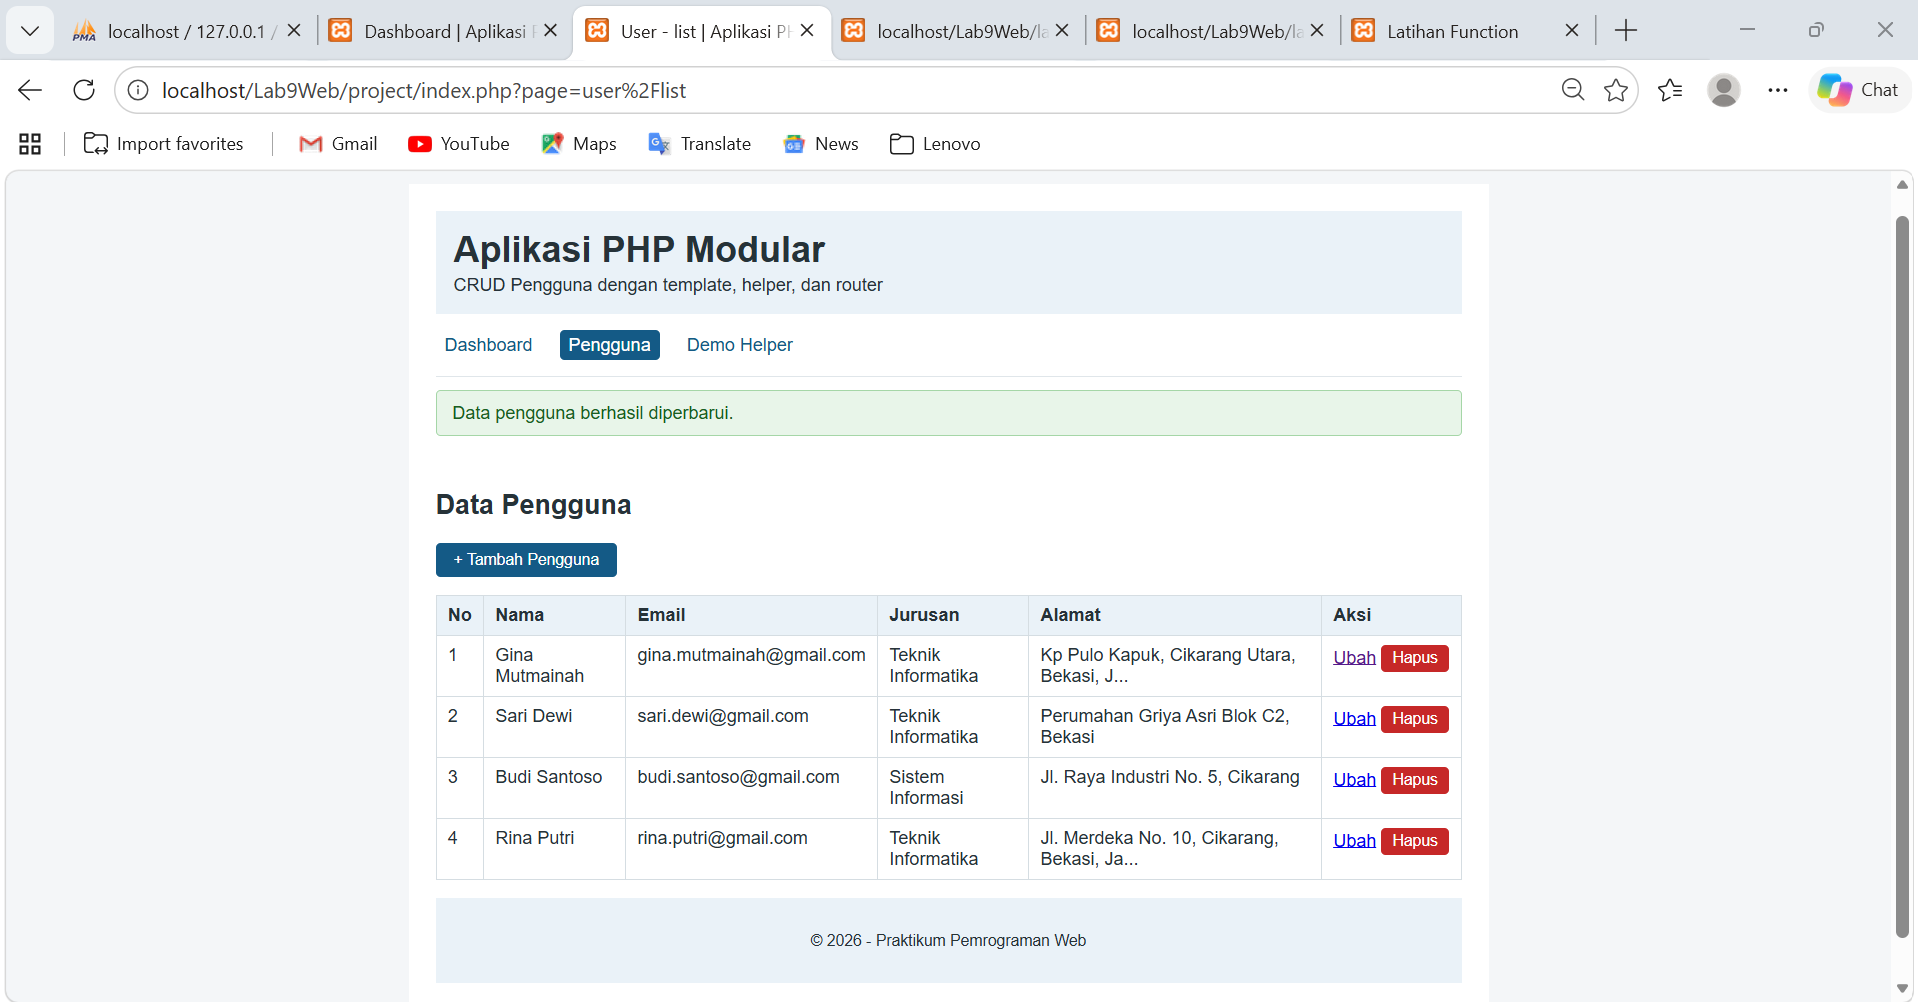 localhost / 127.0.0.1 /
Dashboard | Aplikasi
User - list | Aplikasi PH
localhost/Lab9Web/la
localhost/Lab9Web/la
Latihan Function
localhost/Lab9Web/project/index.php?page=user%2Flist
Chat
Import favorites
Gmail
YouTube
Maps
Translate
News
Lenovo
Aplikasi PHP Modular
CRUD Pengguna dengan template, helper, dan router
Dashboard
Pengguna
Demo Helper
Data pengguna berhasil diperbarui.
Data Pengguna
+ Tambah Pengguna
No Nama Email Jurusan Alamat Aksi
1 Gina gina.mutmainah@gmail.com Teknik Kp Pulo Kapuk, Cikarang Utara, Ubah Hapus
Mutmainah Informatika Bekasi, J...
2 Sari Dewi sari.dewi@gmail.com Teknik Perumahan Griya Asri Blok C2, Ubah Hapus
Informatika Bekasi
3 Budi Santoso budi.santoso@gmail.com Sistem Jl. Raya Industri No. 5, Cikarang Ubah Hapus
Informasi
4 Rina Putri rina.putri@gmail.com Teknik Jl. Merdeka No. 10, Cikarang, Ubah Hapus
Informatika Bekasi, Ja...
© 2026 - Praktikum Pemrograman Web